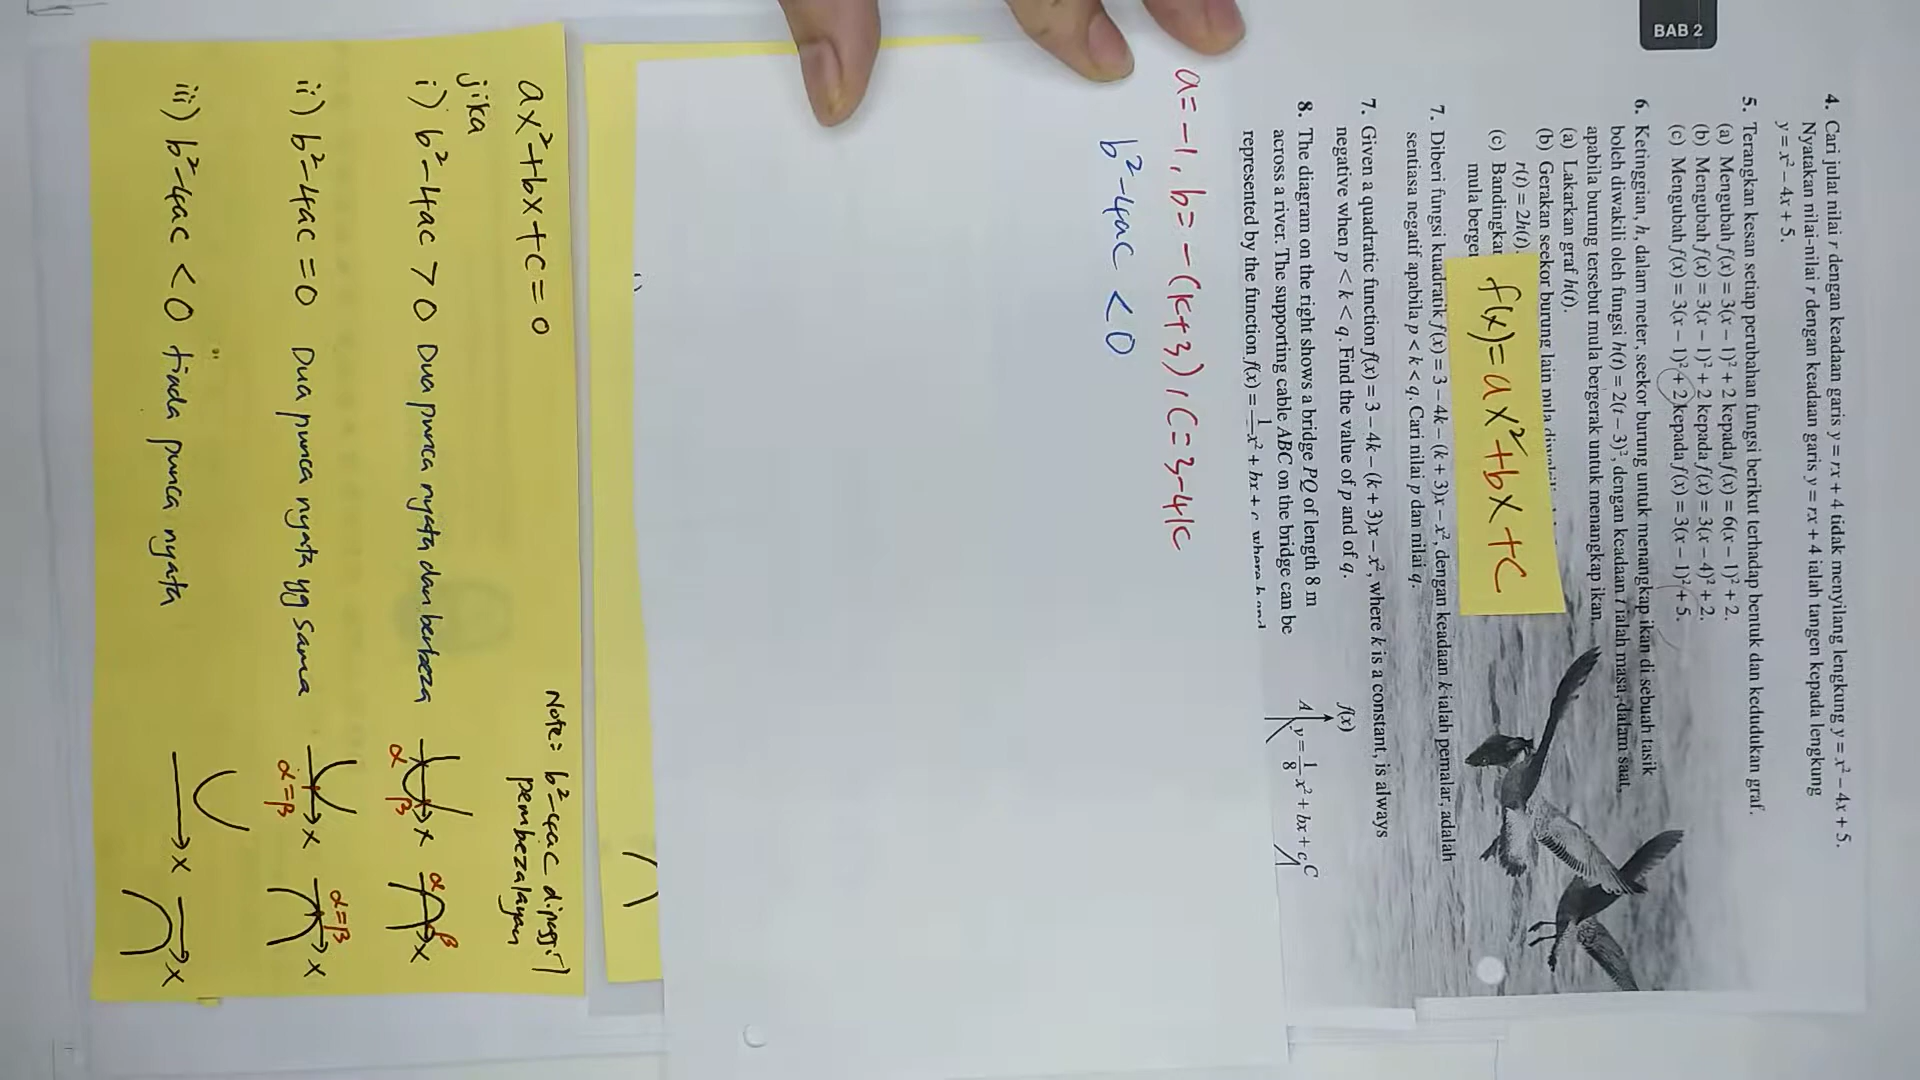 BAB 2
4. Cari julat nilai r dengan keadaan garis y = rx + 4 tidak menyilang lengkung y = x² – 4x + 5.
Nyatakan nilai-nilai r dengan keadaan garis y = rx + 4 ialah tangen kepada lengkung
y = x² – 4x + 5.
5. Terangkan kesan setiap perubahan fungsi berikut terhadap bentuk dan kedudukan graf.
(a) Mengubah f(x) = 3(x – 1)² + 2 kepada f(x) = 6(x – 1)² + 2.
(b) Mengubah f(x) = 3(x – 1)² + 2 kepada f(x) = 3(x – 4)² + 2.
(c) Mengubah f(x) = 3(x – 1)² + 2 kepada f(x) = 3(x – 1)² + 5.
6. Ketinggian, h, dalam meter, seekor burung untuk menangkap ikan di sebuah tasik
boleh diwakili oleh fungsi h(t) = 2(t – 3)², dengan keadaan t ialah masa, dalam saat,
apabila burung tersebut mula bergerak untuk menangkap ikan.
(a) Lakarkan graf h(t).
(b) Gerakan seekor burung lain pula
r(t) = 2h(t).
(c) Bandingka
mula berge
f(x) = ax²+bx+c
7. Diberi fungsi kuadratik f(x) = 3 – 4k – (k + 3)x – x², dengan keadaan k ialah pemalar, adalah
sentiasa negatif apabila p < k < q. Cari nilai p dan nilai q.
7. Given a quadratic function f(x) = 3 – 4k – (k + 3)x – x², where k is a constant, is always
negative when p < k < q. Find the value of p and of q.
8. The diagram on the right shows a bridge PQ of length 8 m
across a river. The supporting cable ABC on the bridge can be
represented by the function f(x) = 1/8 x² + bx + c where b and
f(x)
A
y = 1/8 x² + bx + c
C
a = -1, b = -(k+3), c = 3-4k
b²-4ac < 0
ax²+bx+c = 0
Note: b²-4ac dipanggil
pembezalayan
jika
i) b²-4ac > 0 Dua punca nyata dan berbeza
α β x α β x
ii) b²-4ac = 0 Dua punca nyata yg sama
α=β x α=β x
iii) b²-4ac < 0 tiada punca nyata
x x